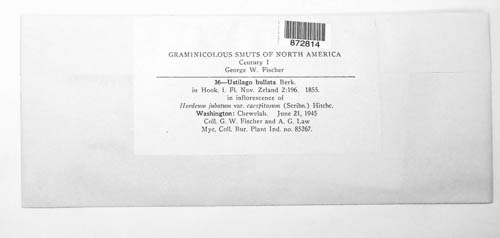 872814
GRAMINICOLOUS SMUTS OF NORTH AMERICA
Century I
George W. Fischer
36—Ustilago bullata Berk.
in Hook. f. Fl. Nov. Zeland 2:196. 1855.
in inflorescence of
Hordeum jubatum var. caespitosum (Scribn.) Hitchc.
Washington: Chewelah. June 21, 1945
Coll. G. W. Fischer and A. G. Law
Myc. Coll. Bur. Plant Ind. no. 85267.